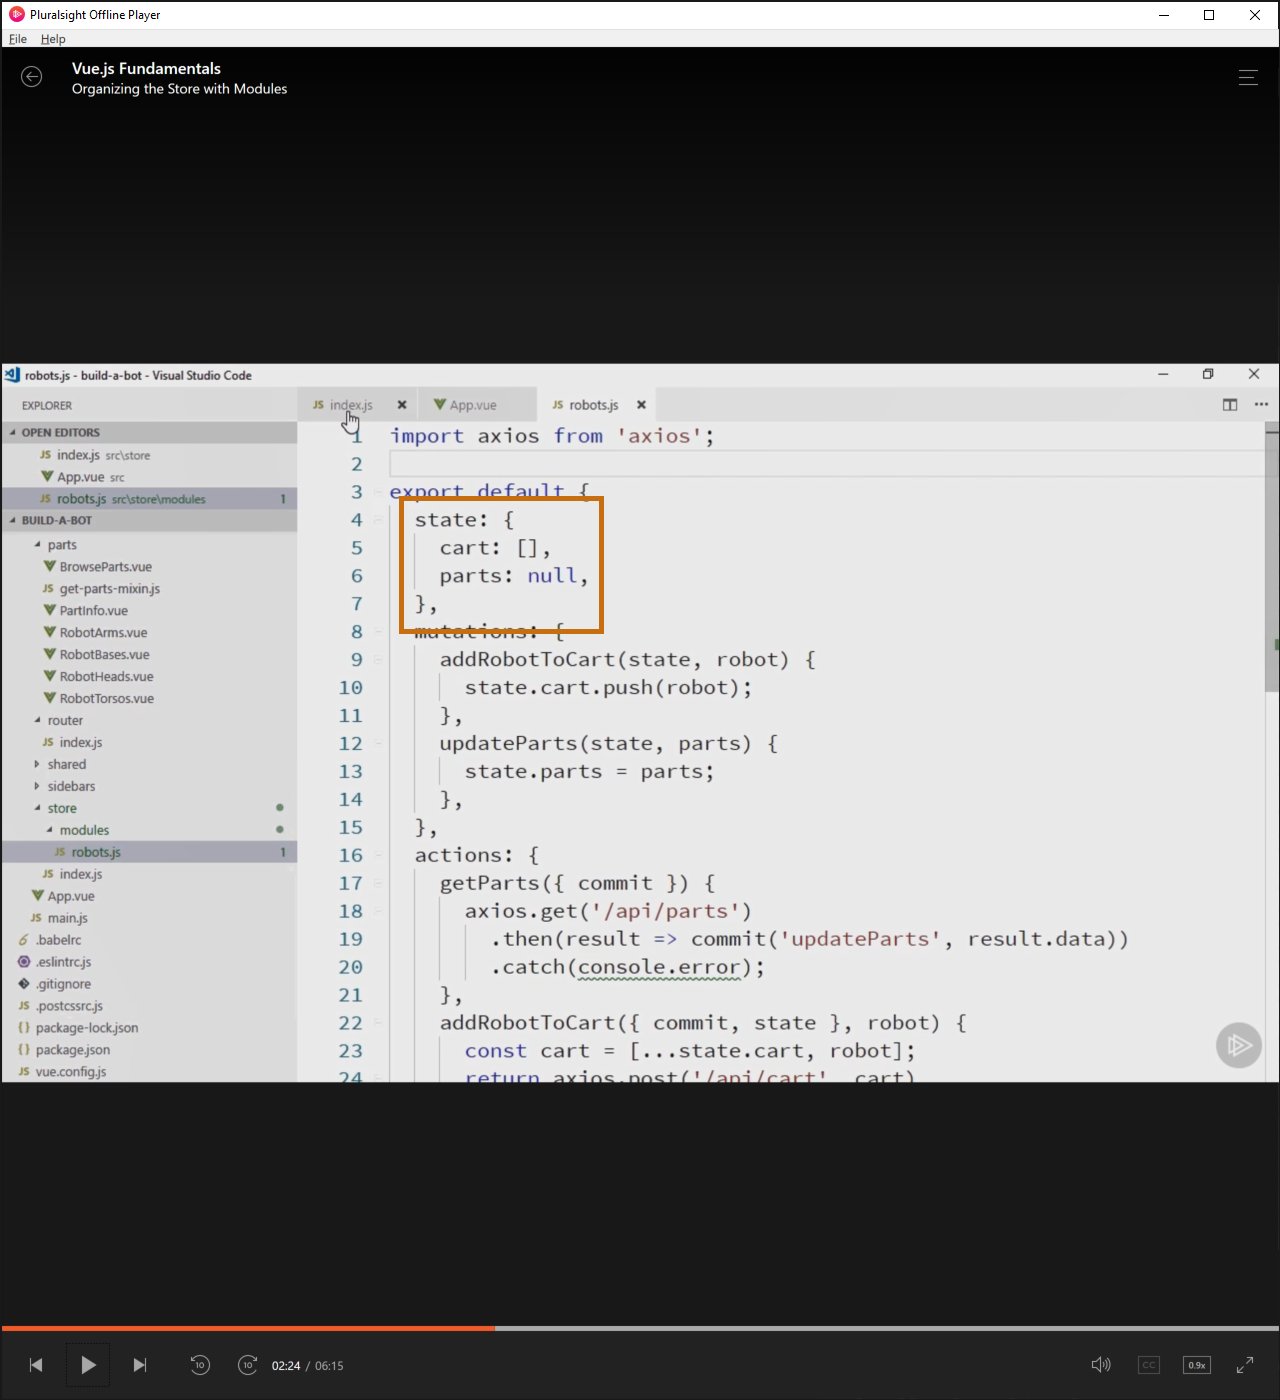 Pluralsight Offline Player
File Help
Vue.js Fundamentals
Organizing the Store with Modules
robots.js - build-a-bot - Visual Studio Code
EXPLORER
OPEN EDITORS
JS index.js src\store
App.vue src
JS robots.js src\store\modules 1
BUILD-A-BOT
parts
BrowseParts.vue
JS get-parts-mixin.js
PartInfo.vue
RobotArms.vue
RobotBases.vue
RobotHeads.vue
RobotTorsos.vue
router
JS index.js
shared
sidebars
store
modules
JS robots.js 1
JS index.js
App.vue
JS main.js
.babelrc
.eslintrc.js
.gitignore
JS .postcssrc.js
{} package-lock.json
{} package.json
JS vue.config.js
JS index.js App.vue JS robots.js
1 import axios from 'axios';
2
3 export default {
4 state: {
5 cart: [],
6 parts: null,
7 },
8 mutations: {
9 addRobotToCart(state, robot) {
10 state.cart.push(robot);
11 },
12 updateParts(state, parts) {
13 state.parts = parts;
14 },
15 },
16 actions: {
17 getParts({ commit }) {
18 axios.get('/api/parts')
19 .then(result => commit('updateParts', result.data))
20 .catch(console.error);
21 },
22 addRobotToCart({ commit, state }, robot) {
23 const cart = [...state.cart, robot];
24 return axios.post('/api/cart', cart)
10 10 02:24 / 06:15 CC 0.9x